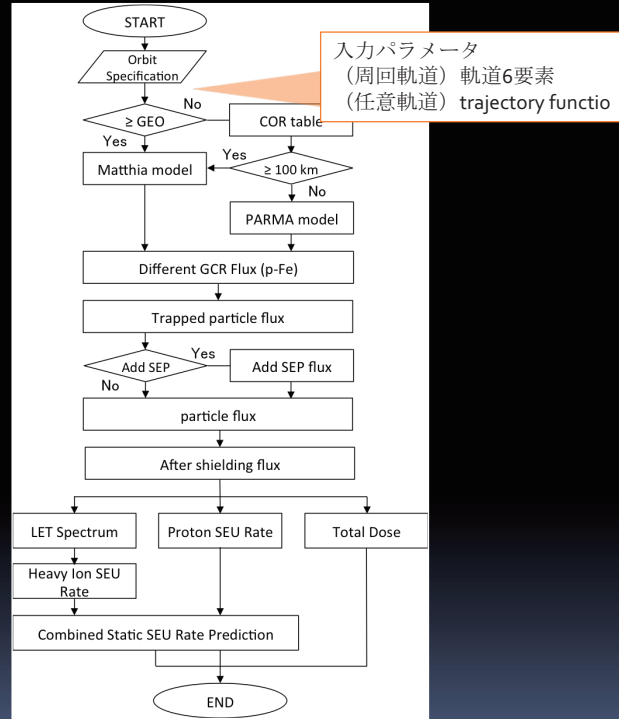 START
Orbit
Specification
入力パラメータ
（周回軌道）軌道6要素
（任意軌道）trajectory functio
No
≥ GEO
COR table
Yes
Yes
Matthia model
≥ 100 km
No
PARMA model
Different GCR Flux (p-Fe)
Trapped particle flux
Yes
Add SEP
Add SEP flux
No
particle flux
After shielding flux
LET Spectrum
Proton SEU Rate
Total Dose
Heavy Ion SEU
Rate
Combined Static SEU Rate Prediction
END